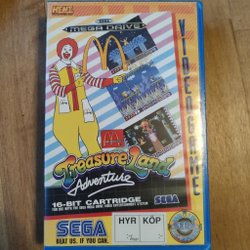 SEGA
MEGA DRIVE
VIDEOGAME
Treasure Land
Adventure
16-BIT CARTRIDGE
SEGA
SEGA
BEAT US. IF YOU CAN.
HYR
KÖP